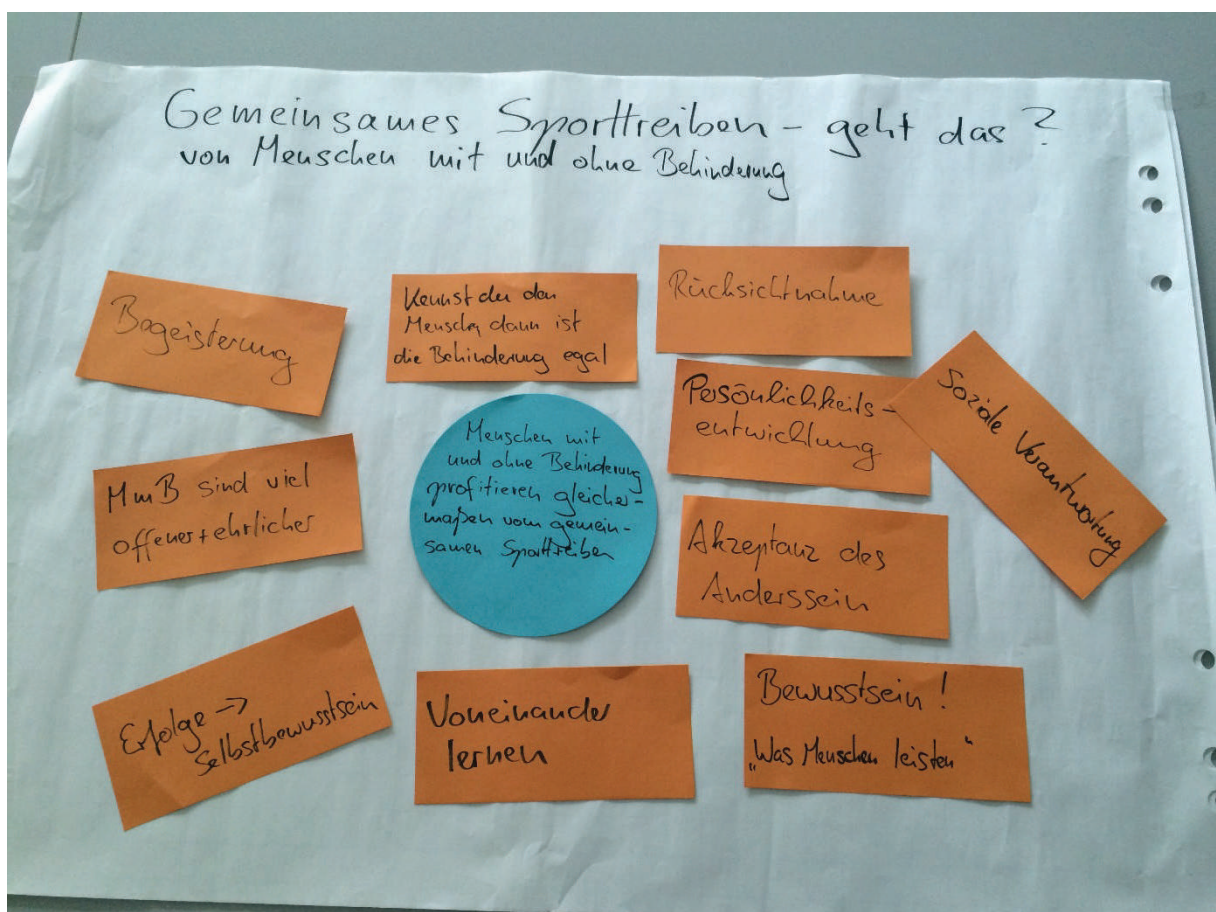 Gemeinsames Sporttreiben - geht das?
von Menschen mit und ohne Behinderung
Begeisterung
Kennst du den
Menschen dann ist
die Behinderung egal
Rücksichtnahme
Persönlichkeits-
entwicklung
Soziale Verantwortung
MmB sind viel
offener + ehrlicher
Menschen mit
und ohne Behinderung
profitieren gleicher-
maßen vom gemein-
samen Sporttreiben
Akzeptanz des
Anderssein
Erfolge →
Selbstbewusstsein
Voneinander
lernen
Bewusstsein!
„Was Menschen leisten“